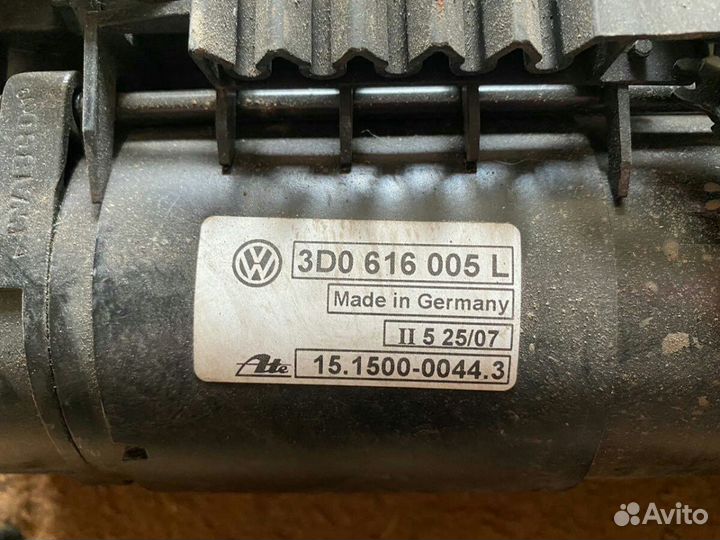 3D0 616 005 L
Made in Germany
II 5 25/07
Ate 15.1500-0044.3
Avito